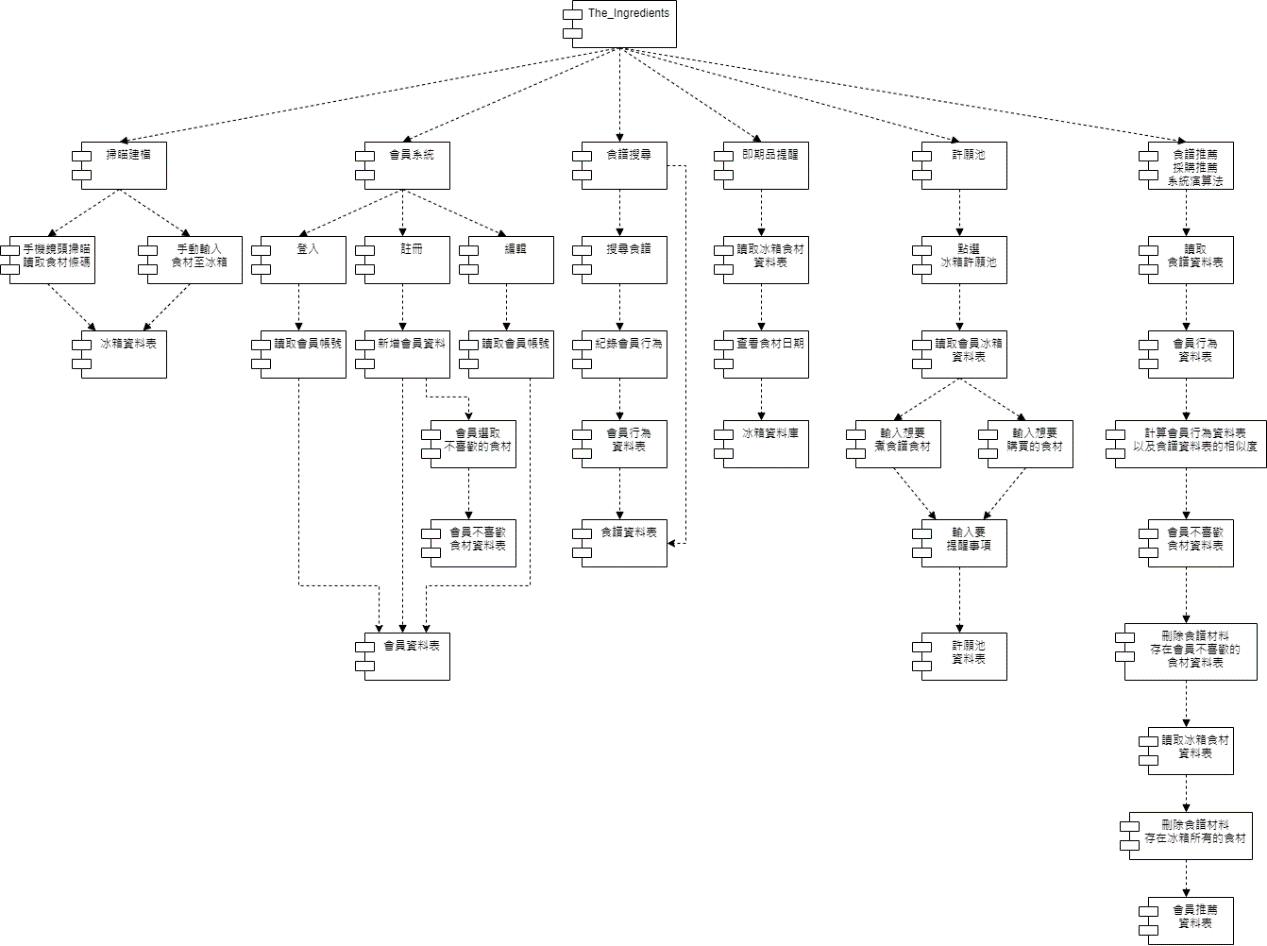 The_Ingredients
掃瞄建檔
會員系統
食譜搜尋
即期品提醒
許願池
食譜推薦
採購推薦
系統演算法
手機鏡頭掃瞄
讀取食材條碼
手動輸入
食材至冰箱
登入
註冊
編輯
搜尋食譜
讀取冰箱食材
資料表
點選
冰箱許願池
讀取
食譜資料表
冰箱資料表
讀取會員帳號
新增會員資料
讀取會員帳號
紀錄會員行為
查看食材日期
讀取會員冰箱
資料表
會員行為
資料表
會員選取
不喜歡的食材
會員行為
資料表
冰箱資料庫
輸入想要
煮食譜食材
輸入想要
購買的食材
計算會員行為資料表
以及食譜資料表的相似度
會員不喜歡
食材資料表
食譜資料表
輸入要
提醒事項
會員不喜歡
食材資料表
會員資料表
許願池
資料表
刪除食譜材料
存在會員不喜歡的
食材資料表
讀取冰箱食材
資料表
刪除食譜材料
存在冰箱所有的食材
會員推薦
資料表